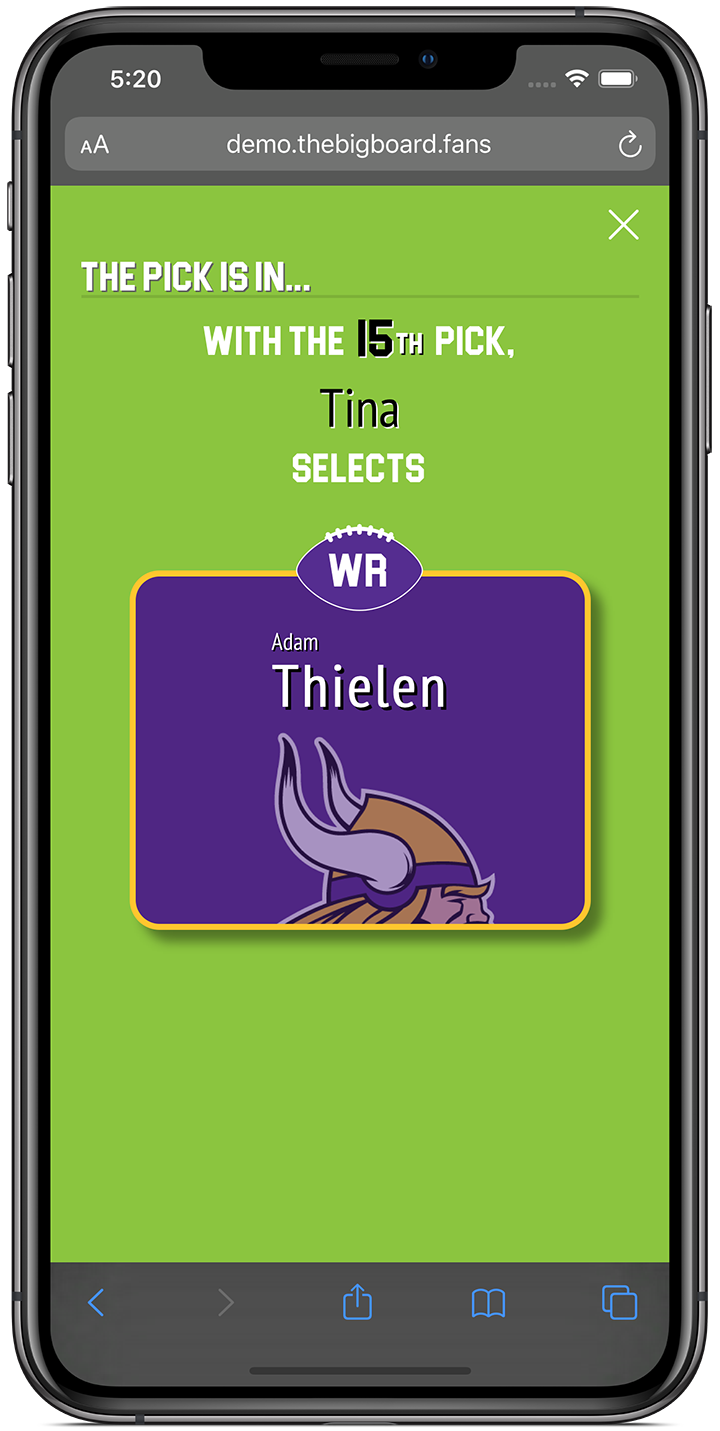 5:20
AA demo.thebigboard.fans
THE PICK IS IN...
WITH THE 15TH PICK,
Tina
SELECTS
WR
Adam
Thielen